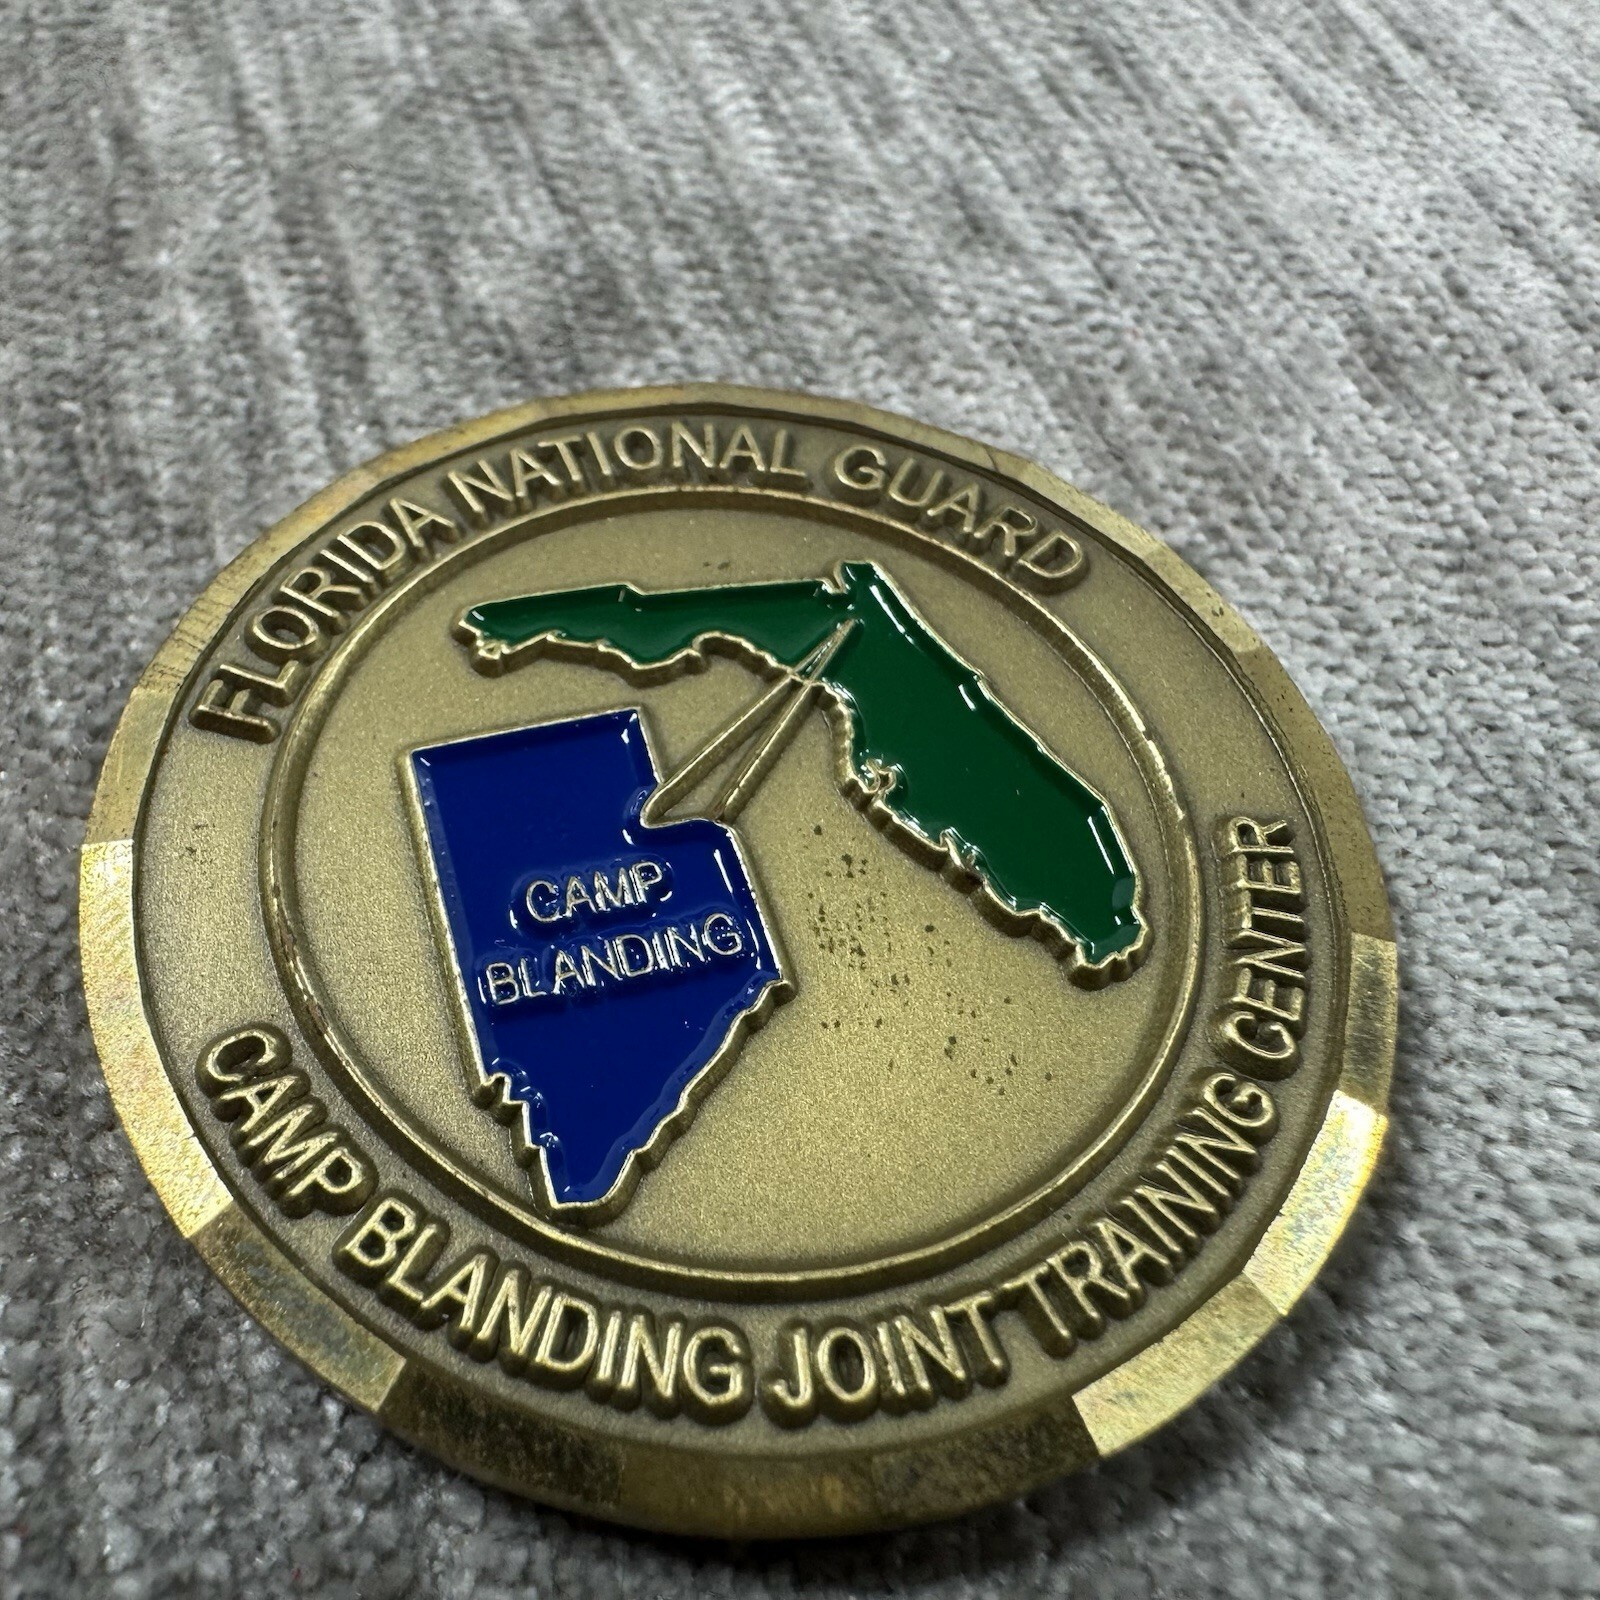 FLORIDA NATIONAL GUARD
CAMP
BLANDING
CAMP BLANDING JOINT TRAINING CENTER